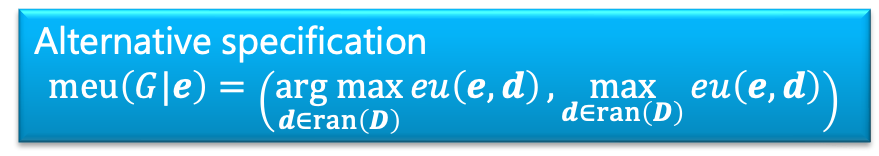 Alternative specification
meu(G|e) = (arg max d∈ran(D) eu(e, d) , max d∈ran(D) eu(e, d))